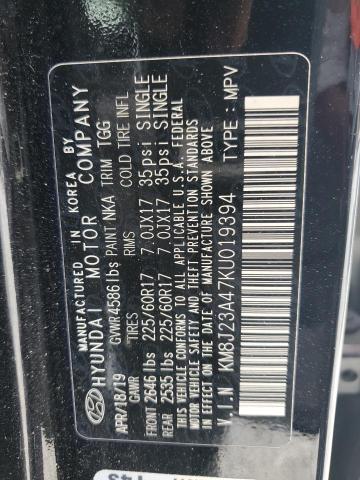 MANUFACTURED IN KOREA BY
HYUNDAI MOTOR COMPANY
APR/18/19 GVWR 4586 lbs PAINT NKA TRIM TGG
GAWR TIRES RIMS COLD TIRE INFL
FRONT 2646 lbs 225/60R17 7.0JX17 35psi SINGLE
REAR 2535 lbs 225/60R17 7.0JX17 35psi SINGLE
THIS VEHICLE CONFORMS TO ALL APPLICABLE U.S.A. FEDERAL
MOTOR VEHICLE SAFETY, BUMPER, AND THEFT PREVENTION STANDARDS
IN EFFECT ON THE DATE OF MANUFACTURE SHOWN ABOVE.
V.I.N : KM8J23A47KU019394 TYPE : MPV